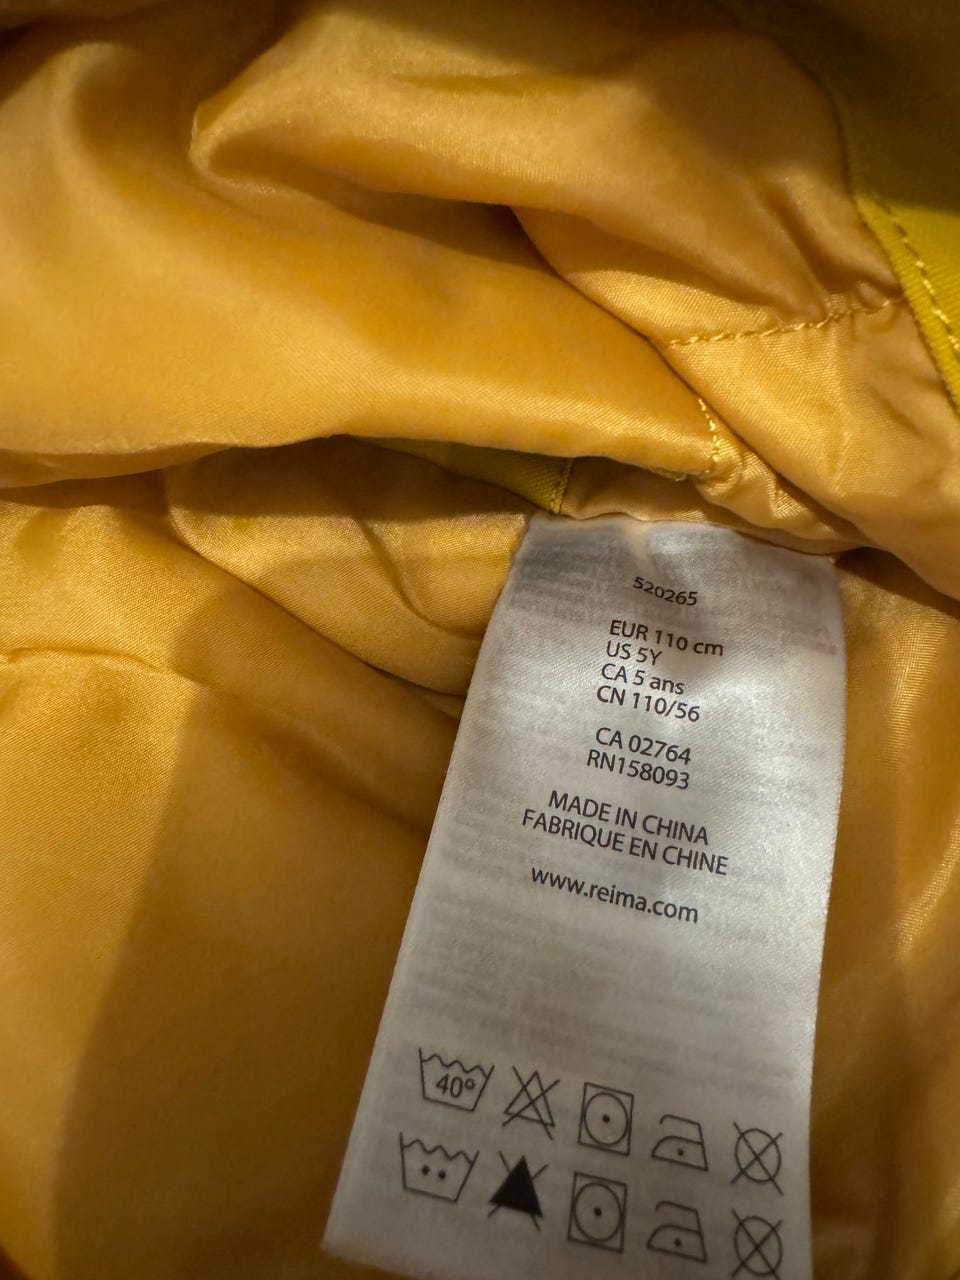 520265
EUR 110 cm
US 5Y
CA 5 ans
CN 110/56
CA 02764
RN158093
MADE IN CHINA
FABRIQUE EN CHINE
www.reima.com
40°